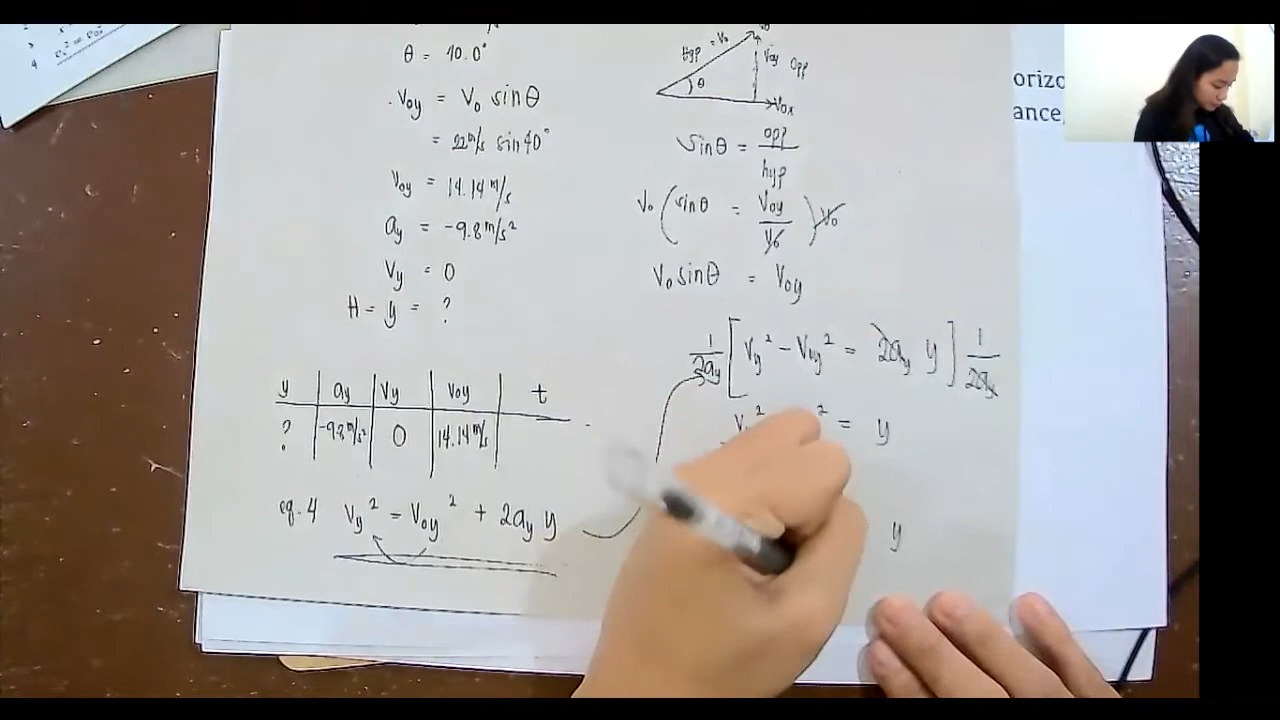 θ = 40.0°
Voy = Vo sinθ
= 22m/s sin40°
Voy = 14.14 m/s
ay = -9.8 m/s²
Vy = 0
H = y = ?
y | ay | Vy | Voy | t
? | -9.8m/s² | 0 | 14.14m/s |
eq. 4 Vy² = Voy² + 2ay y
Hyp = Vo
Voy Opp
θ
Vox
sinθ = opp/hyp
Vo (sinθ = Voy/Vo) Vo
Vo sinθ = Voy
1/2ay [Vy² - Voy² = 2ay y] 1/2ay
= y
y
orizo
ance,